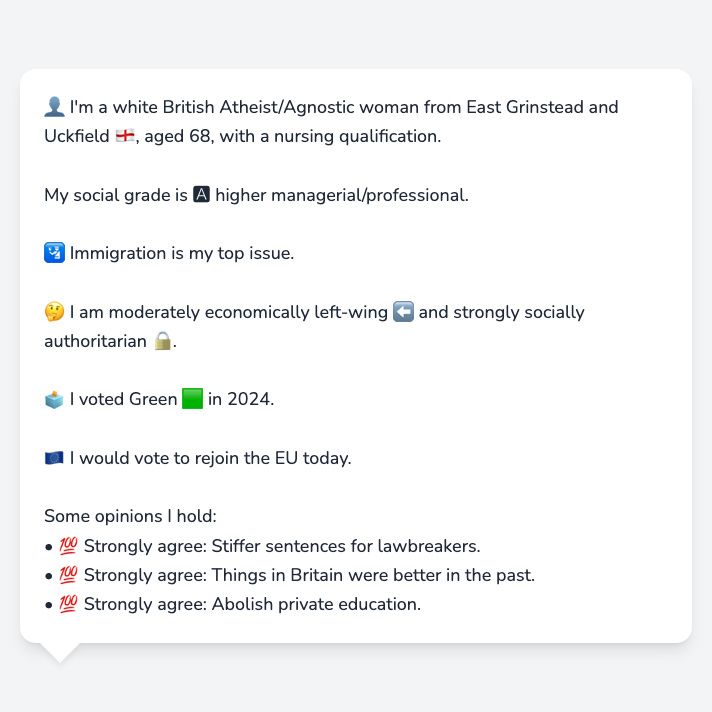 👤 I'm a white British Atheist/Agnostic woman from East Grinstead and
Uckfield 🏴󠁧󠁢󠁥󠁮󠁧󠁿, aged 68, with a nursing qualification.
My social grade is 🅰 higher managerial/professional.
🛂 Immigration is my top issue.
🤔 I am moderately economically left-wing ⬅️ and strongly socially
authoritarian 🔒.
🗳️ I voted Green 🟩 in 2024.
🇪🇺 I would vote to rejoin the EU today.
Some opinions I hold:
• 💯 Strongly agree: Stiffer sentences for lawbreakers.
• 💯 Strongly agree: Things in Britain were better in the past.
• 💯 Strongly agree: Abolish private education.